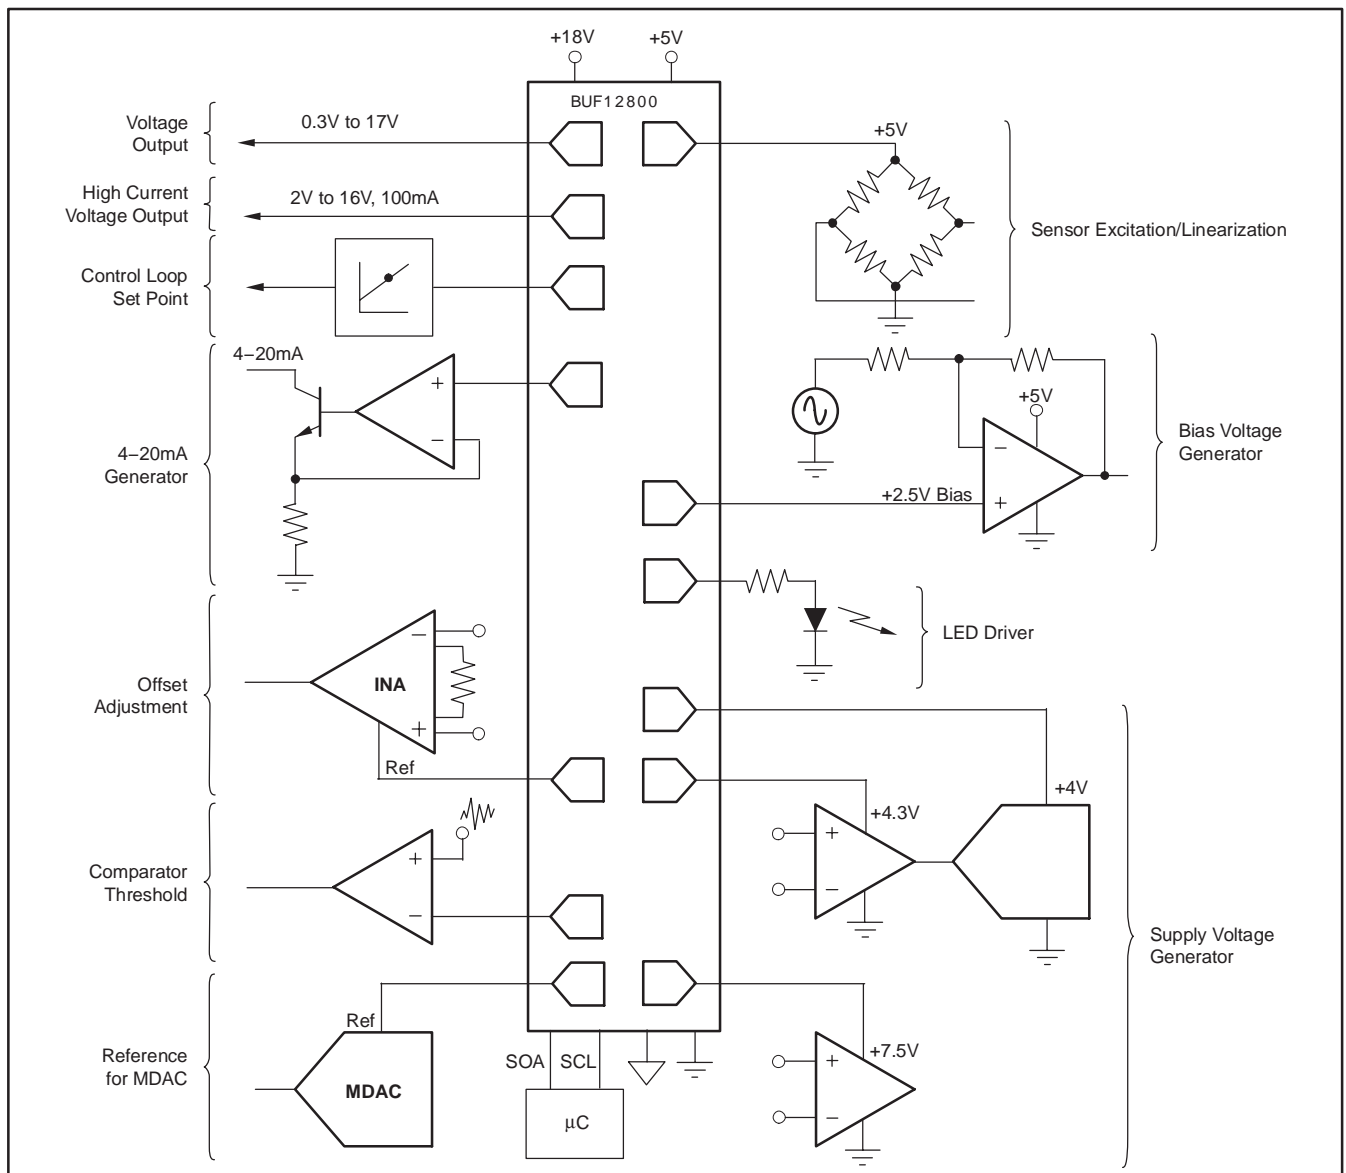 +18V
+5V
BUF12800
Voltage
Output
0.3V to 17V
+5V
High Current
Voltage Output
2V to 16V, 100mA
Sensor Excitation/Linearization
Control Loop
Set Point
4–20mA
+
–
4–20mA
Generator
+5V
–
+
+2.5V Bias
Bias Voltage
Generator
LED Driver
Offset
Adjustment
–
INA
+
Ref
Comparator
Threshold
+
–
+4.3V
+
–
+4V
Supply Voltage
Generator
Reference
for MDAC
Ref
MDAC
SOA
SCL
μC
+7.5V
+
–